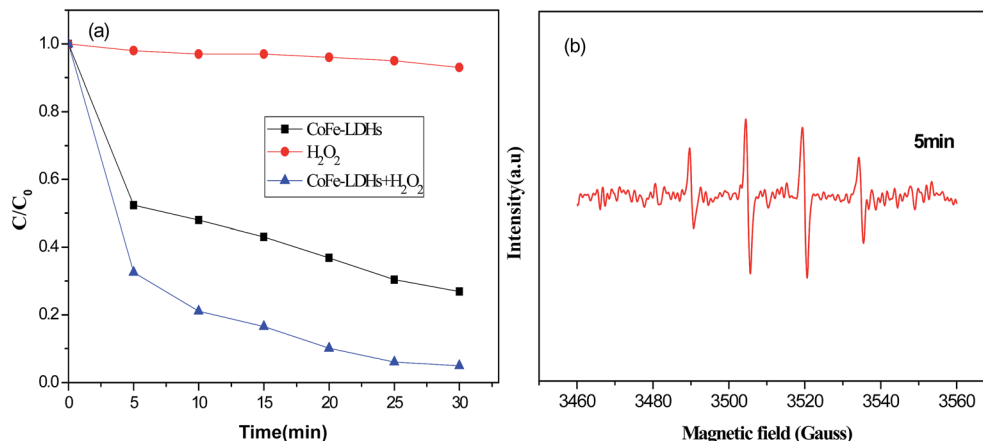 (a)
1.0
0.8
0.6
0.4
0.2
0.0
C/C₀
CoFe-LDHs
H₂O₂
CoFe-LDHs+H₂O₂
0 5 10 15 20 25 30
Time(min)
(b)
5min
Intensity(a.u)
3460 3480 3500 3520 3540 3560
Magnetic field (Gauss)